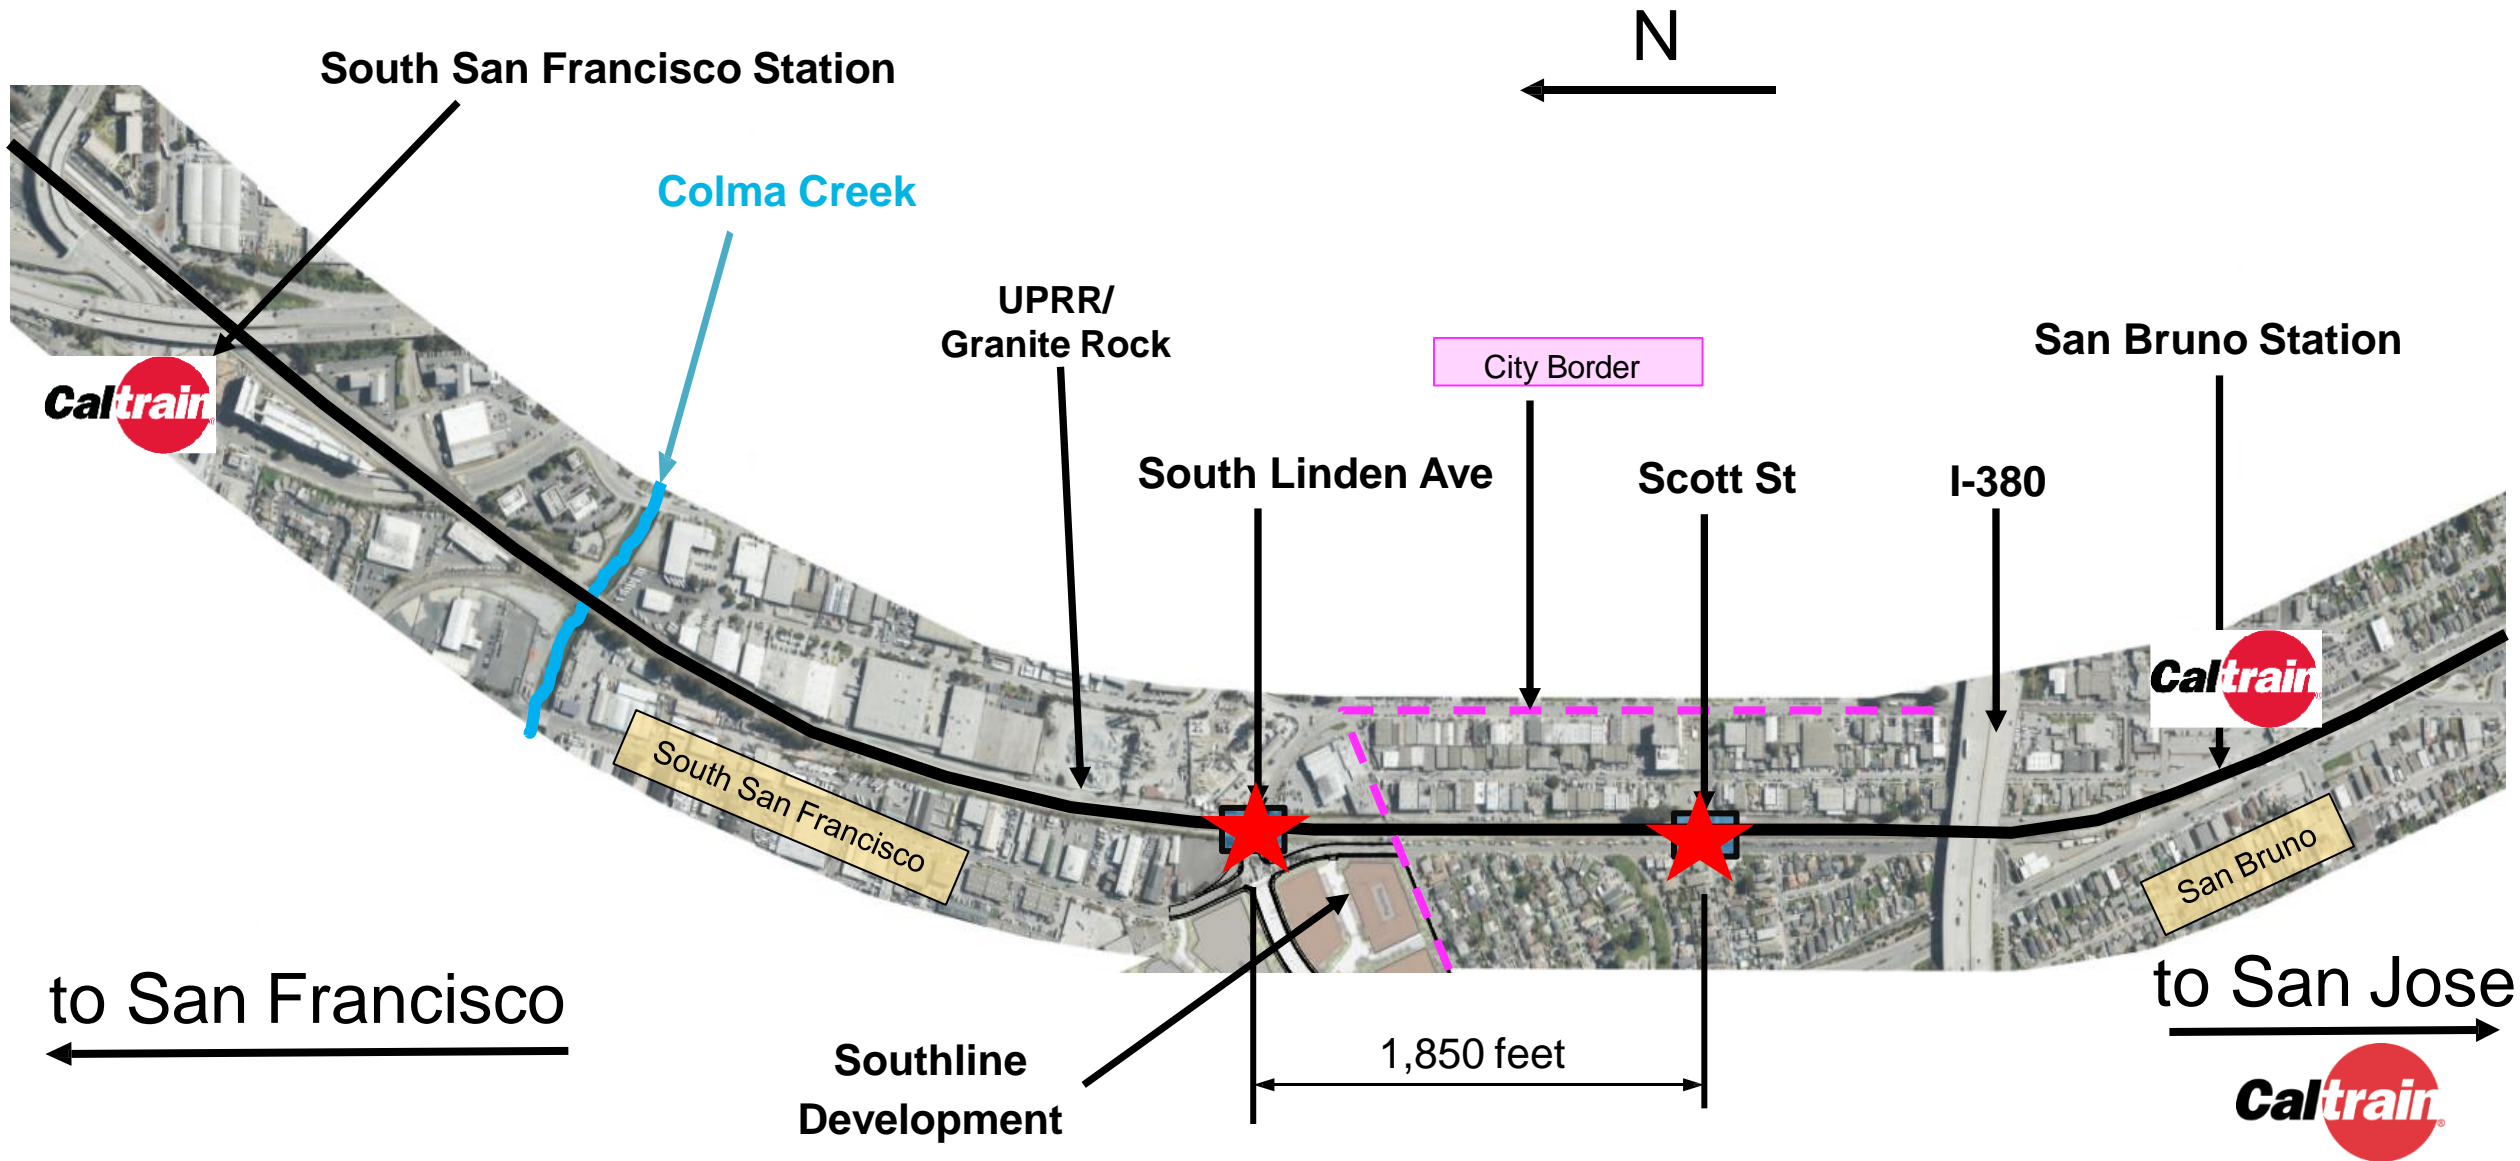 N
South San Francisco Station
Colma Creek
UPRR/
Granite Rock
City Border
San Bruno Station
South Linden Ave
Scott St
I-380
Caltrain
Caltrain
South San Francisco
San Bruno
to San Francisco
to San Jose
Southline
Development
1,850 feet
Caltrain